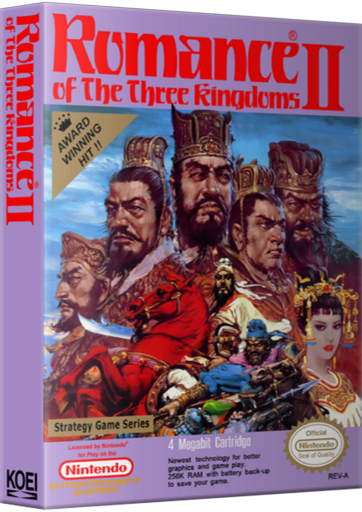 Romance® II
of The Three Kingdoms
AWARD
WINNING
HIT !!
Strategy Game Series
Licensed by Nintendo®
for Play on the
Nintendo
ENTERTAINMENT
SYSTEM
4 Megabit Cartridge
Newest technology for better
graphics and game play.
256K RAM with battery back-up
to save your game.
Official
Nintendo
Seal of Quality
REV-A
Romance
of The Three Kingdoms
II
KOEI